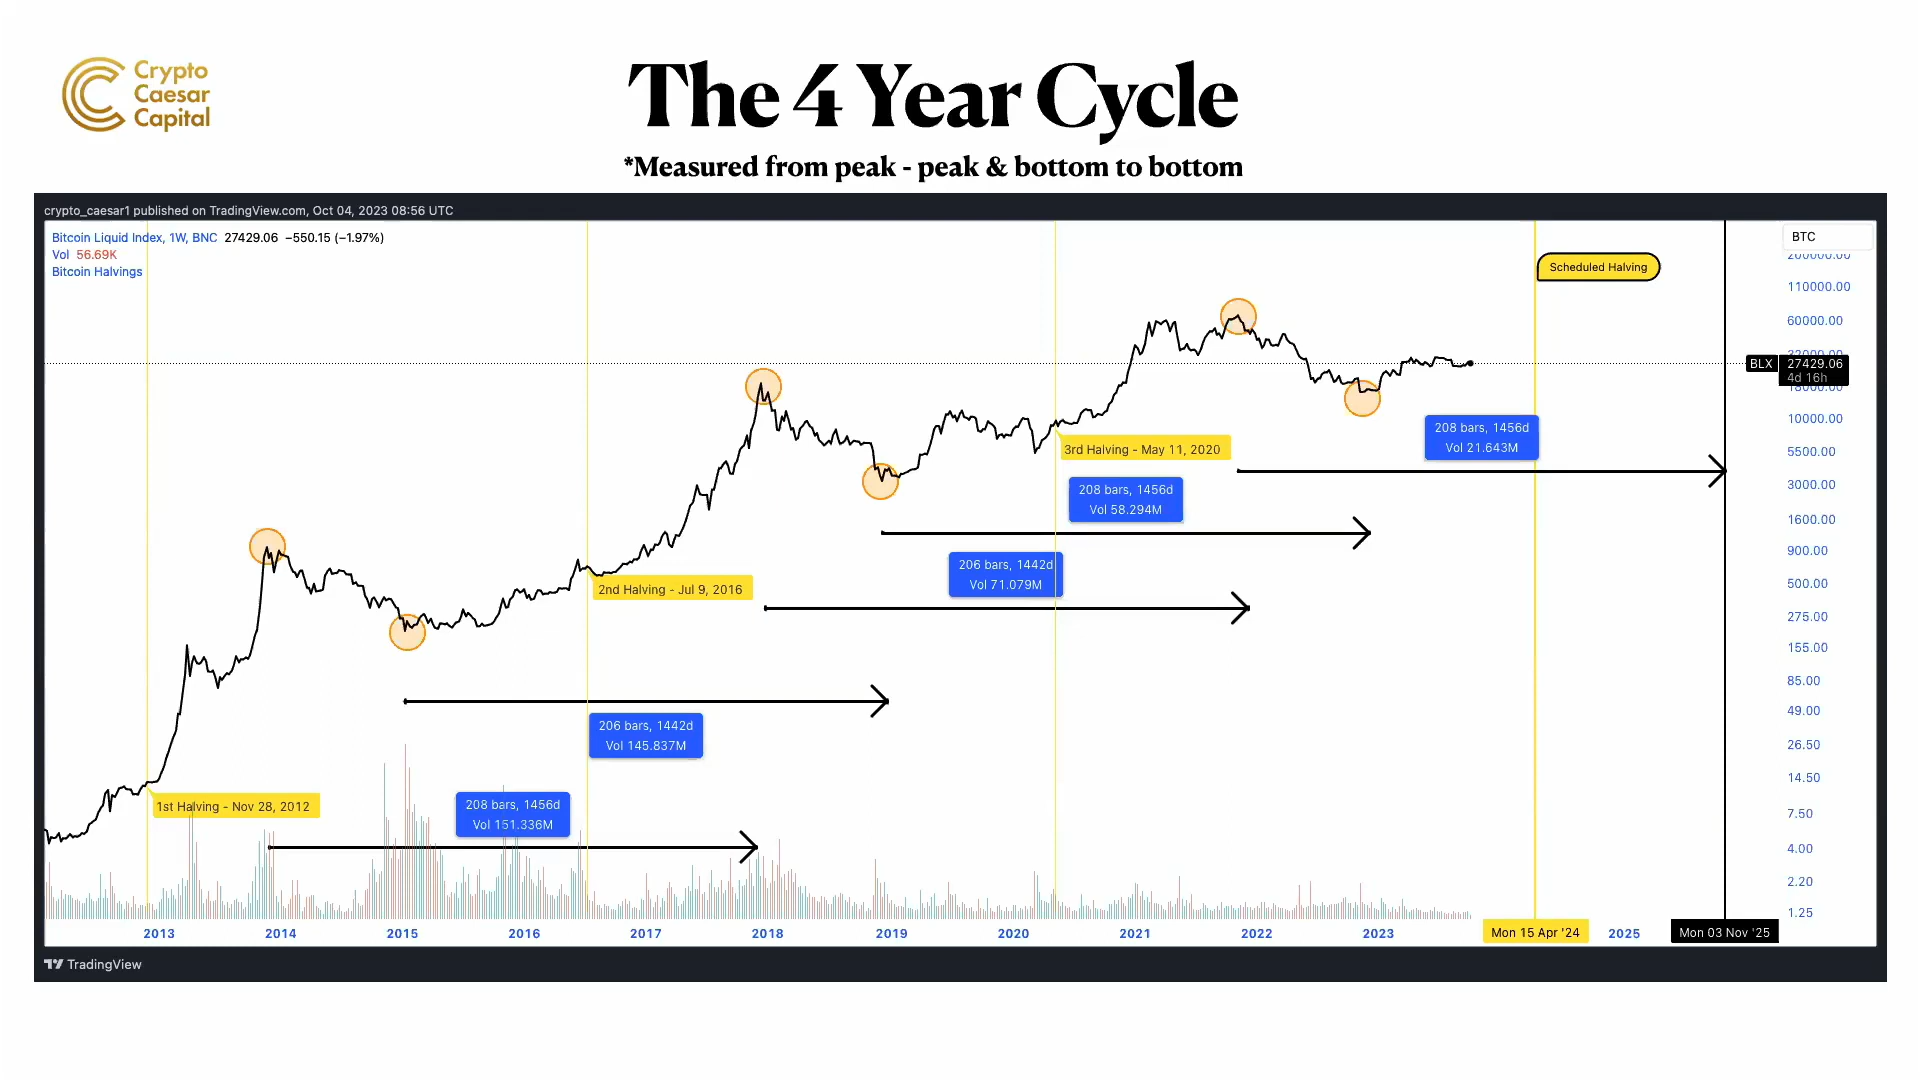 Crypto
Caesar
Capital
The 4 Year Cycle
*Measured from peak - peak & bottom to bottom
crypto_caesar1 published on TradingView.com, Oct 04, 2023 08:56 UTC
Bitcoin Liquid Index, 1W, BNC 27429.06 −550.15 (−1.97%)
Vol 56.69K
Bitcoin Halvings
BTC
200000.00
Scheduled Halving
110000.00
60000.00
BLX 27429.06
4d 16h
18000.00
10000.00
208 bars, 1456d
Vol 21.643M
3rd Halving - May 11, 2020
5500.00
3000.00
208 bars, 1456d
Vol 58.294M
1600.00
900.00
206 bars, 1442d
Vol 71.079M
500.00
2nd Halving - Jul 9, 2016
275.00
155.00
85.00
49.00
206 bars, 1442d
Vol 145.837M
26.50
14.50
1st Halving - Nov 28, 2012
208 bars, 1456d
Vol 151.336M
7.50
4.00
2.20
1.25
2013 2014 2015 2016 2017 2018 2019 2020 2021 2022 2023 Mon 15 Apr '24 2025 Mon 03 Nov '25
TradingView